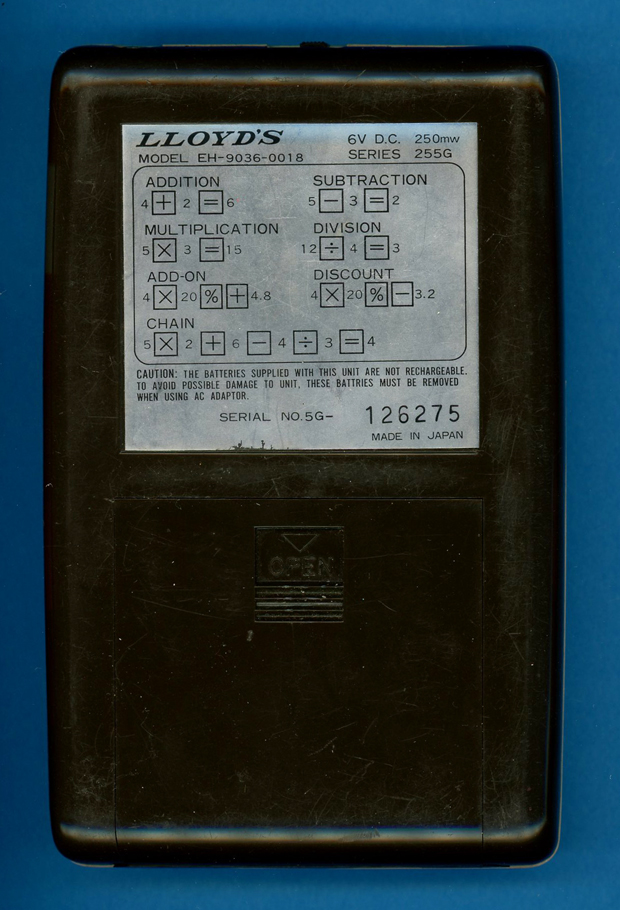 LLOYD'S 6V D.C. 250mw
MODEL EH-9036-0018 SERIES 255G
ADDITION SUBTRACTION
4 + 2 = 6 5 − 3 = 2
MULTIPLICATION DIVISION
5 × 3 = 15 12 ÷ 4 = 3
ADD-ON DISCOUNT
4 × 20 % + 4.8 4 × 20 % − 3.2
CHAIN
5 × 2 + 6 − 4 ÷ 3 = 4
CAUTION: THE BATTERIES SUPPLIED WITH THIS UNIT ARE NOT RECHARGEABLE.
TO AVOID POSSIBLE DAMAGE TO UNIT, THESE BATTRIES MUST BE REMOVED
WHEN USING AC ADAPTOR.
SERIAL NO.5G- 126275
MADE IN JAPAN
OPEN